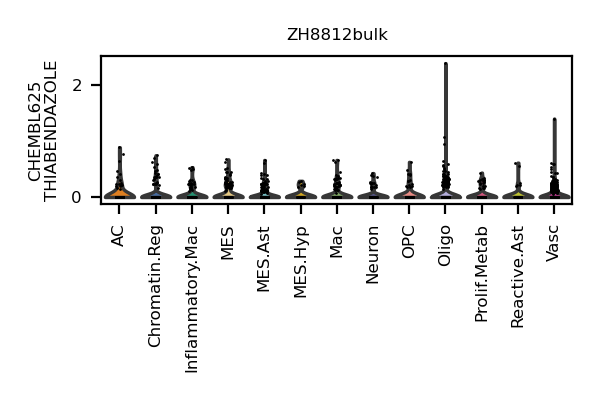 ZH8812bulk
CHEMBL625
THIABENDAZOLE
2
0
AC
Chromatin.Reg
Inflammatory.Mac
MES
MES.Ast
MES.Hyp
Mac
Neuron
OPC
Oligo
Prolif.Metab
Reactive.Ast
Vasc